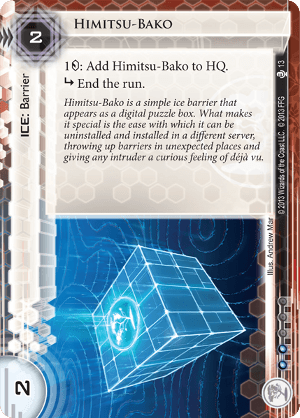 Himitsu-Bako
2
ICE: Barrier
1: Add Himitsu-Bako to HQ.
End the run.
Himitsu-Bako is a simple ice barrier that
appears as a digital puzzle box. What makes
it special is the ease with which it can be
uninstalled and installed in a different server,
throwing up barriers in unexpected places and
giving any intruder a curious feeling of déjà vu.
13
© 2013 Wizards of the Coast LLC. © 2013 FFG
Illus. Andrew Mar
2